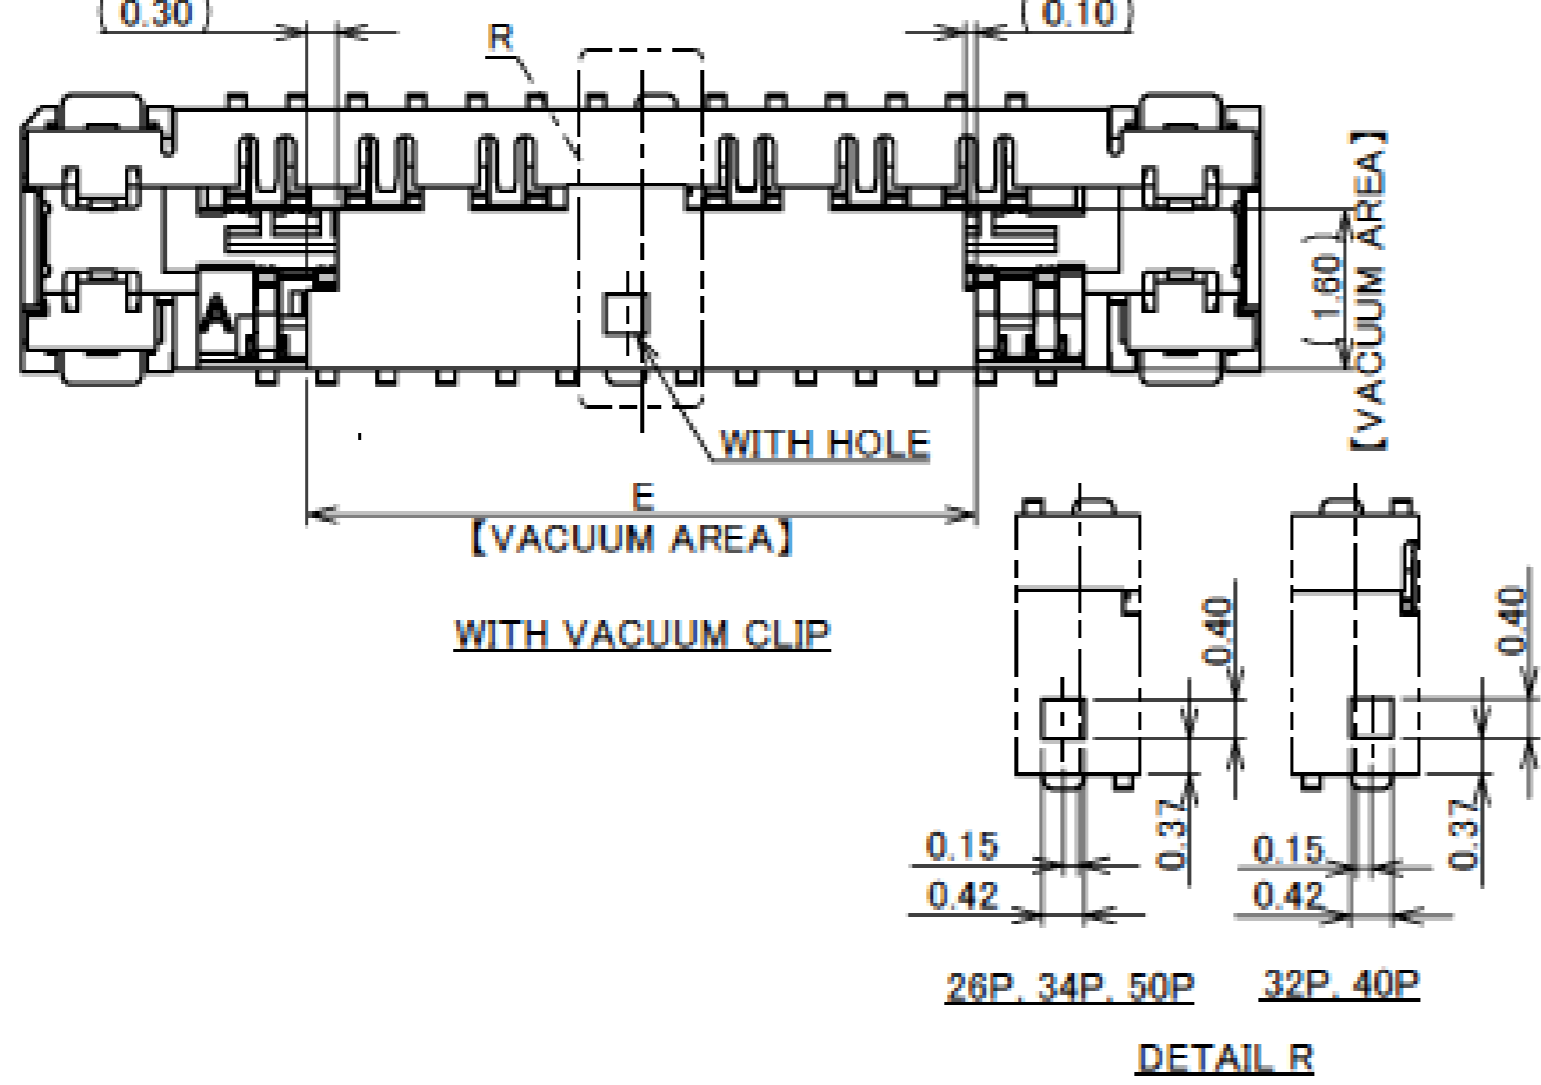 (0.30)
(0.10)
R
A
(1.60)
【VACUUM AREA】
WITH HOLE
E
【VACUUM AREA】
WITH VACUUM CLIP
0.40
0.40
0.37
0.37
0.15
0.15
0.42
0.42
26P. 34P. 50P
32P. 40P
DETAIL R